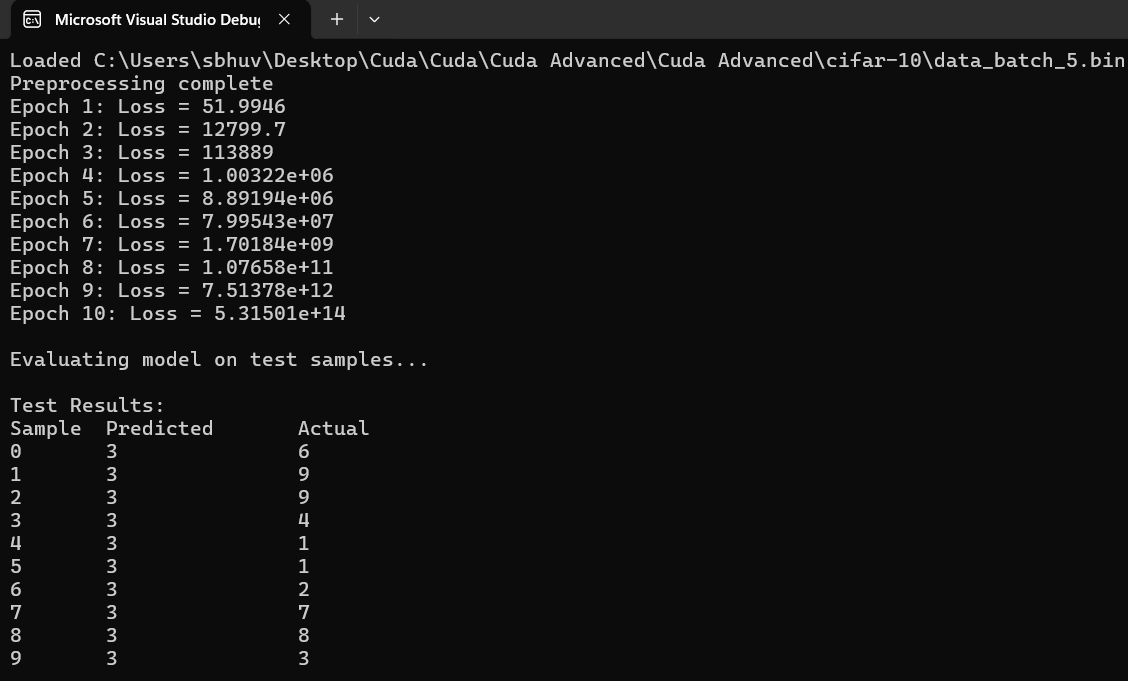 Microsoft Visual Studio Debug
Loaded C:\Users\sbhuv\Desktop\Cuda\Cuda\Cuda Advanced\Cuda Advanced\cifar-10\data_batch_5.bin
Preprocessing complete
Epoch 1: Loss = 51.9946
Epoch 2: Loss = 12799.7
Epoch 3: Loss = 113889
Epoch 4: Loss = 1.00322e+06
Epoch 5: Loss = 8.89194e+06
Epoch 6: Loss = 7.99543e+07
Epoch 7: Loss = 1.70184e+09
Epoch 8: Loss = 1.07658e+11
Epoch 9: Loss = 7.51378e+12
Epoch 10: Loss = 5.31501e+14
Evaluating model on test samples...
Test Results:
Sample Predicted Actual
0 3 6
1 3 9
2 3 9
3 3 4
4 3 1
5 3 1
6 3 2
7 3 7
8 3 8
9 3 3